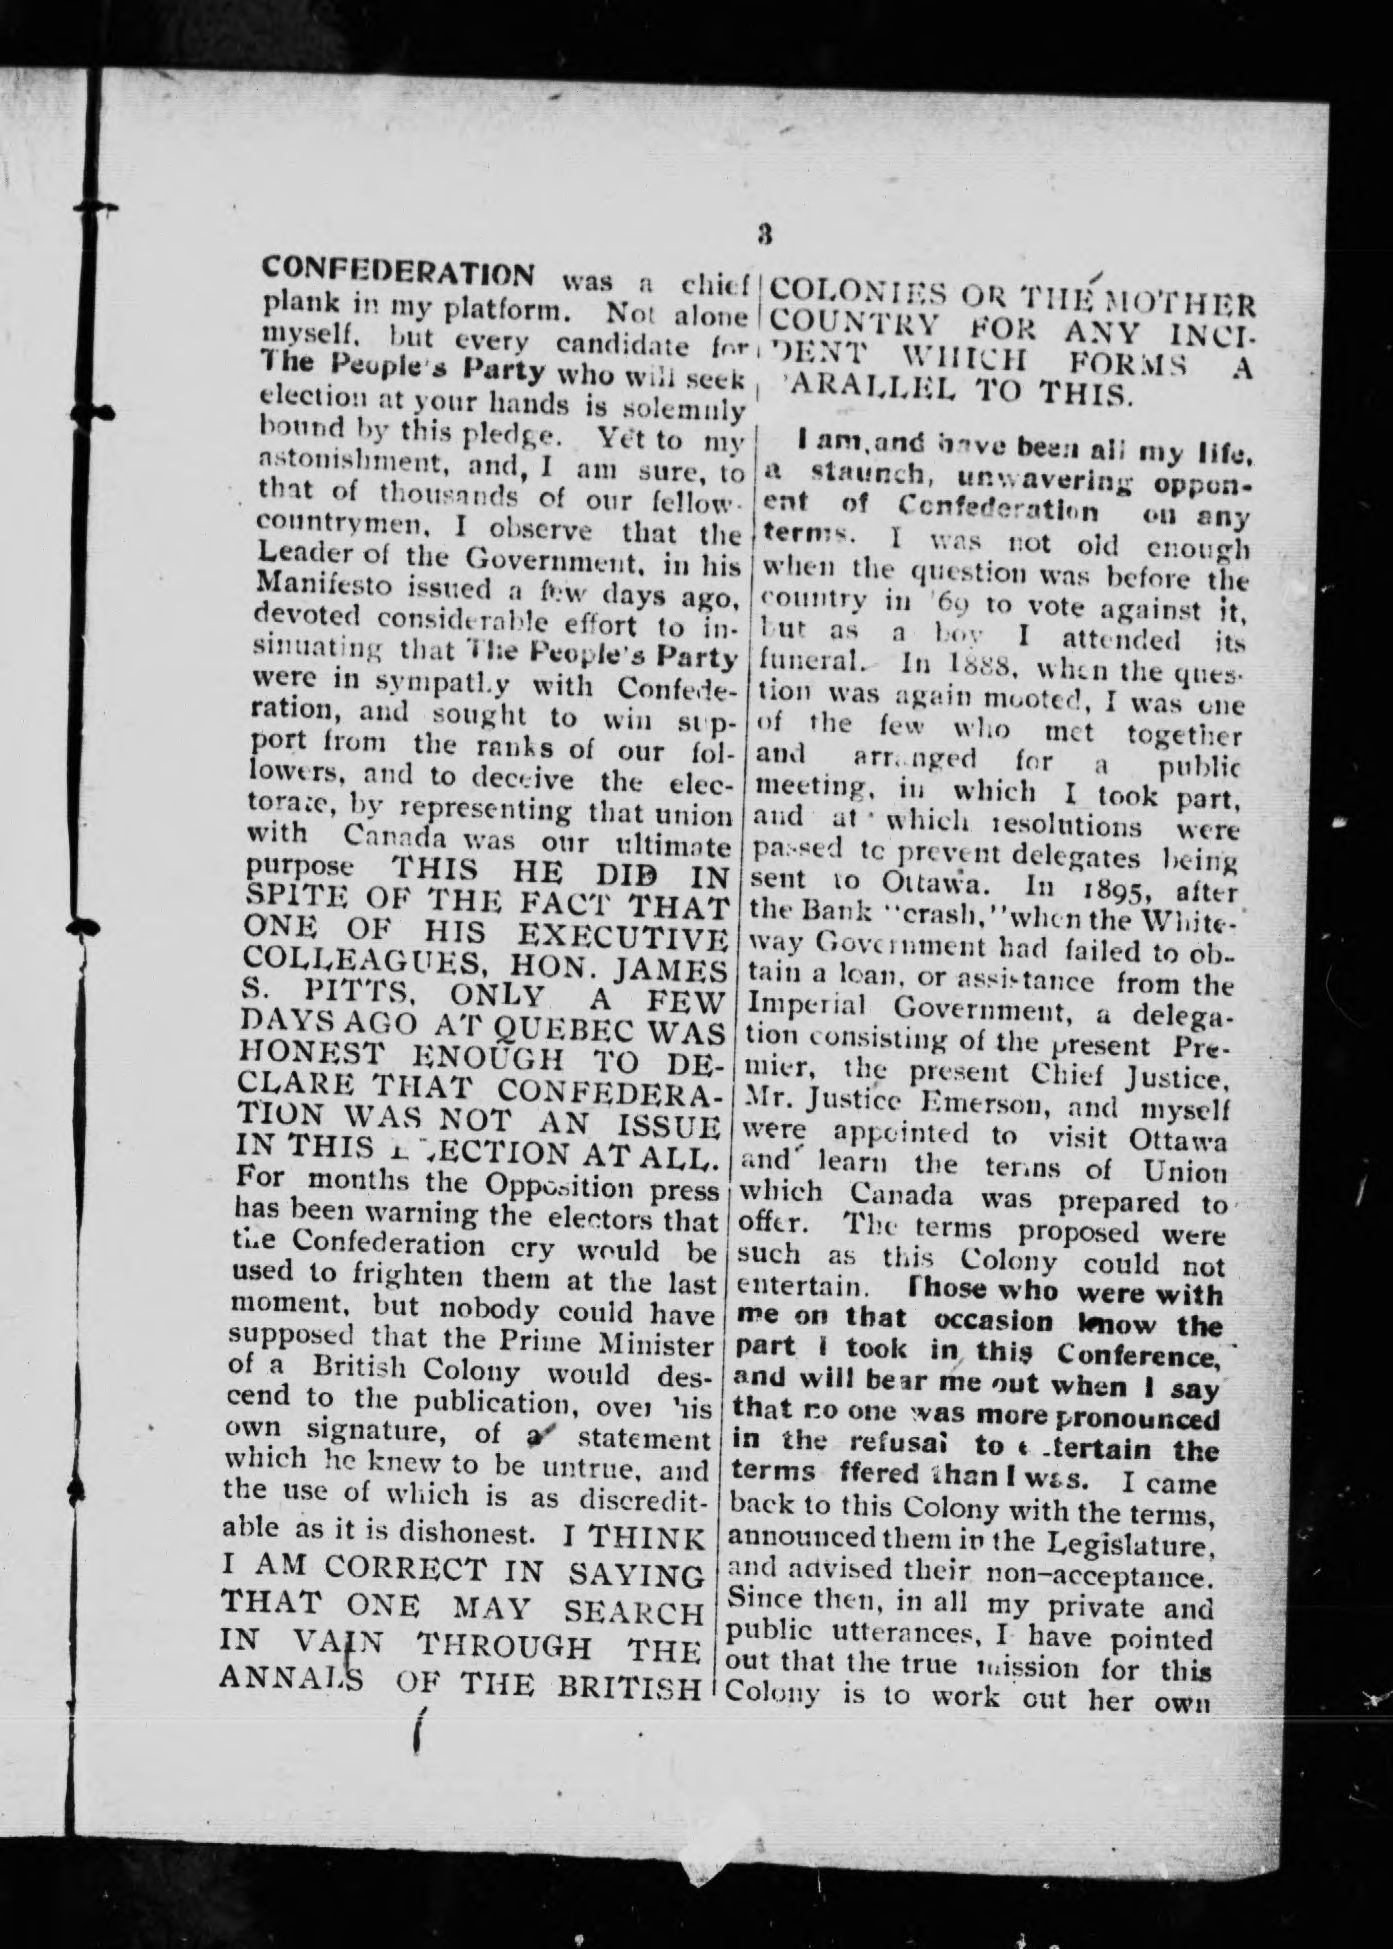 3
CONFEDERATION was a chief
plank in my platform. Not alone
myself, but every candidate for
The People's Party who will seek
election at your hands is solemnly
bound by this pledge. Yet to my
astonishment, and, I am sure, to
that of thousands of our fellow-
countrymen, I observe that the
Leader of the Government, in his
Manifesto issued a few days ago,
devoted considerable effort to in-
sinuating that The People's Party
were in sympathy with Confede-
ration, and sought to win sup-
port from the ranks of our fol-
lowers, and to deceive the elec-
torate, by representing that union
with Canada was our ultimate
purpose THIS HE DID IN
SPITE OF THE FACT THAT
ONE OF HIS EXECUTIVE
COLLEAGUES, HON. JAMES
S. PITTS, ONLY A FEW
DAYS AGO AT QUEBEC WAS
HONEST ENOUGH TO DE-
CLARE THAT CONFEDERA-
TION WAS NOT AN ISSUE
IN THIS ELECTION AT ALL.
For months the Opposition press
has been warning the electors that
the Confederation cry would be
used to frighten them at the last
moment, but nobody could have
supposed that the Prime Minister
of a British Colony would des-
cend to the publication, over his
own signature, of a statement
which he knew to be untrue, and
the use of which is as discredit-
able as it is dishonest. I THINK
I AM CORRECT IN SAYING
THAT ONE MAY SEARCH
IN VAIN THROUGH THE
ANNALS OF THE BRITISH
COLONIES OR THE MOTHER
COUNTRY FOR ANY INCI-
DENT WHICH FORMS A
PARALLEL TO THIS.
I am, and have been all my life,
a staunch, unwavering oppon-
ent of Confederation on any
terms. I was not old enough
when the question was before the
country in '69 to vote against it,
but as a boy I attended its
funeral. In 1888, when the ques-
tion was again mooted, I was one
of the few who met together
and arranged for a public
meeting, in which I took part,
and at which resolutions were
passed to prevent delegates being
sent to Ottawa. In 1895, after
the Bank "crash," when the White-
way Government had failed to ob-
tain a loan, or assistance from the
Imperial Government, a delega-
tion consisting of the present Pre-
mier, the present Chief Justice,
Mr. Justice Emerson, and myself
were appointed to visit Ottawa
and learn the terms of Union
which Canada was prepared to
offer. The terms proposed were
such as this Colony could not
entertain. Those who were with
me on that occasion know the
part I took in this Conference,
and will bear me out when I say
that no one was more pronounced
in the refusal to entertain the
terms ffered than I was. I came
back to this Colony with the terms,
announced them in the Legislature,
and advised their non-acceptance.
Since then, in all my private and
public utterances, I have pointed
out that the true mission for this
Colony is to work out her own